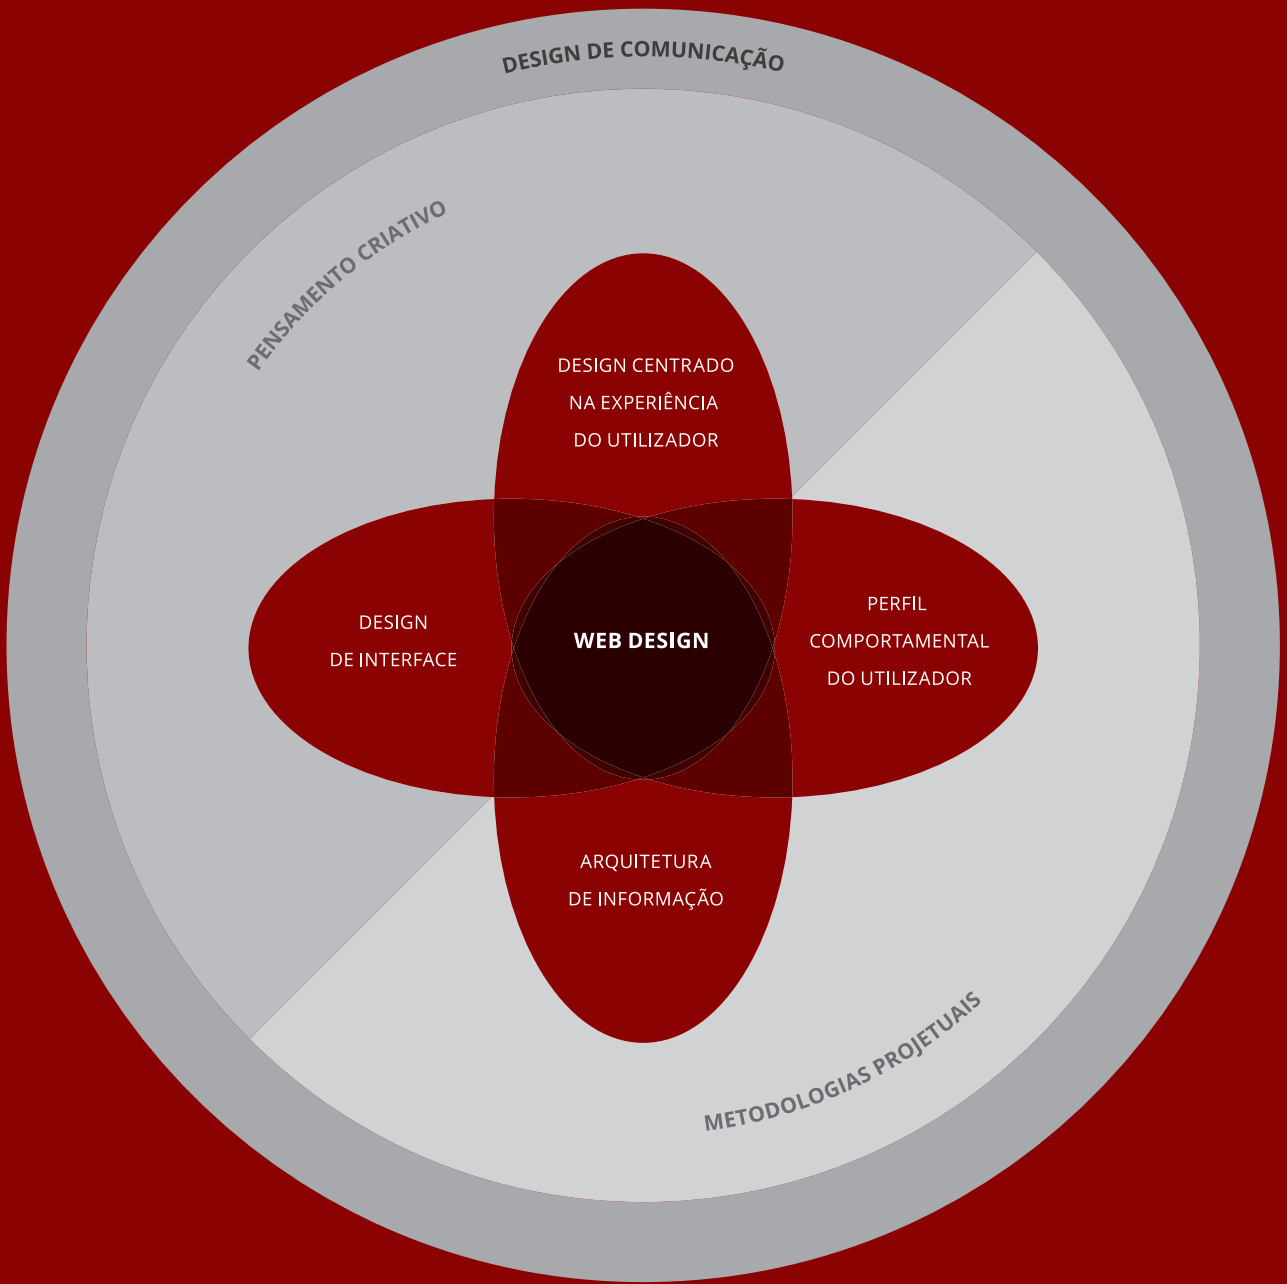 DESIGN DE COMUNICAÇÃO
PENSAMENTO CRIATIVO
DESIGN CENTRADO
NA EXPERIÊNCIA
DO UTILIZADOR
DESIGN
DE INTERFACE
WEB DESIGN
PERFIL
COMPORTAMENTAL
DO UTILIZADOR
ARQUITETURA
DE INFORMAÇÃO
METODOLOGIAS PROJETUAIS